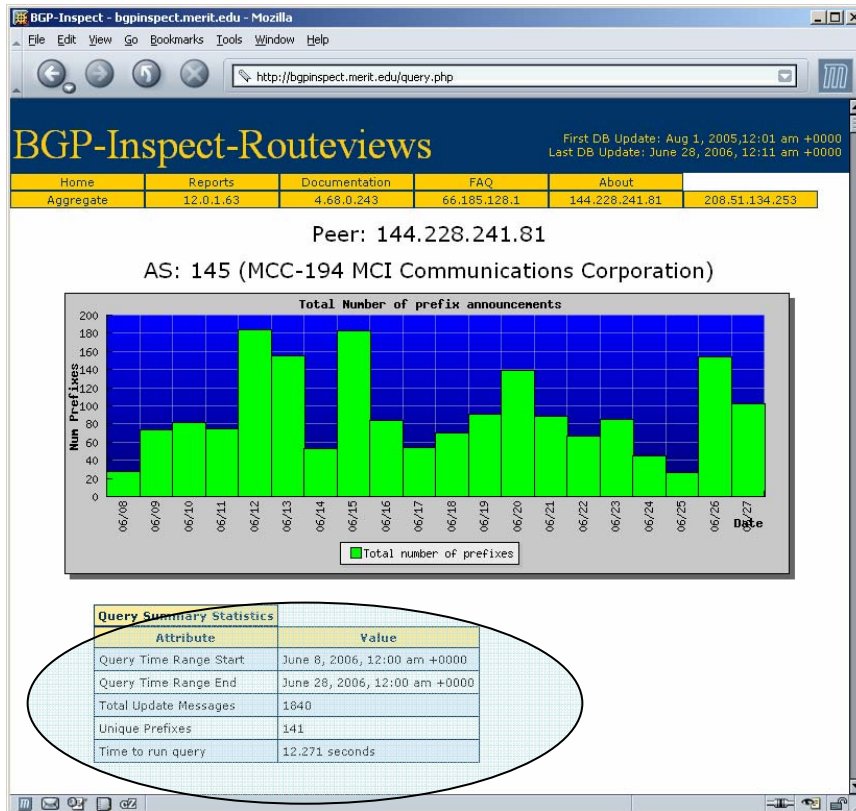 BGP-Inspect - bgpinspect.merit.edu - Mozilla
File Edit View Go Bookmarks Tools Window Help
http://bgpinspect.merit.edu/query.php
BGP-Inspect-Routeviews
First DB Update: Aug 1, 2005,12:01 am +0000
Last DB Update: June 28, 2006, 12:11 am +0000
Home Reports Documentation FAQ About
Aggregate 12.0.1.63 4.68.0.243 66.185.128.1 144.228.241.81 208.51.134.253
Peer: 144.228.241.81
AS: 145 (MCC-194 MCI Communications Corporation)
Total Number of prefix announcements
Num Prefixes
200
180
160
140
120
100
80
60
40
20
0
06/08 06/09 06/10 06/11 06/12 06/13 06/14 06/15 06/16 06/17 06/18 06/19 06/20 06/21 06/22 06/23 06/24 06/25 06/26 06/27
Date
Total number of prefixes
Query Summary Statistics
Attribute Value
Query Time Range Start June 8, 2006, 12:00 am +0000
Query Time Range End June 28, 2006, 12:00 am +0000
Total Update Messages 1840
Unique Prefixes 141
Time to run query 12.271 seconds